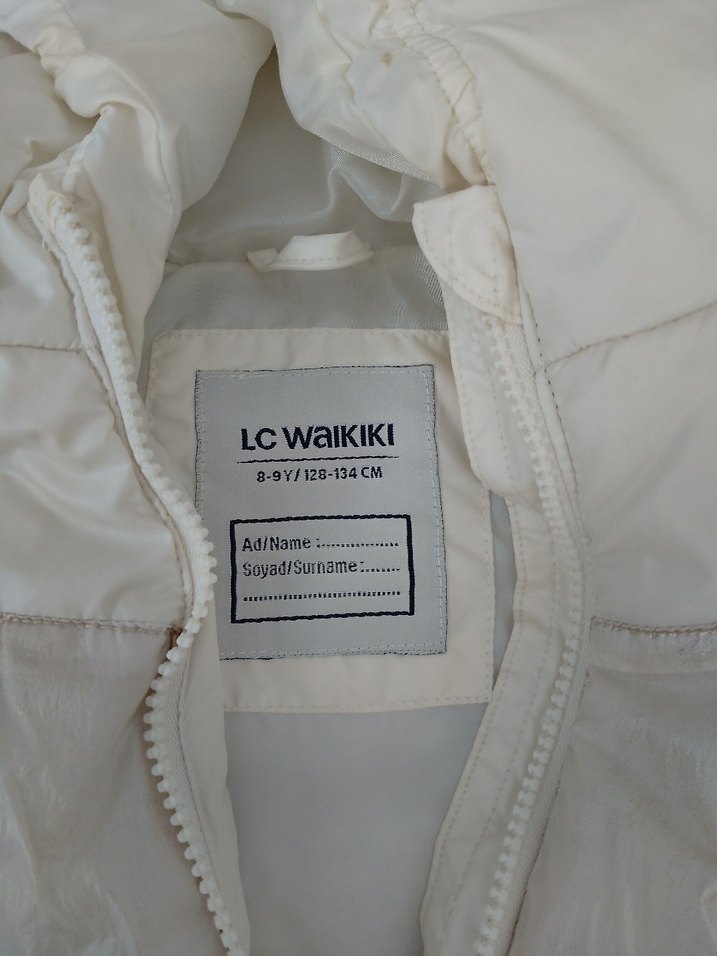 LC WAIKIKI
8-9Y/128-134 CM
Ad/Name :................
Soyad/Surname:.......
...............................